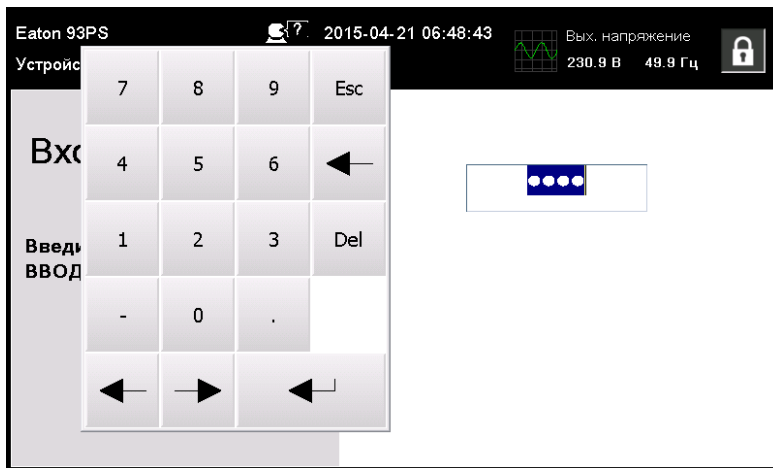 Eaton 93PS
2015-04-21 06:48:43
Вых. напряжение
230.9 В 49.9 Гц
7 8 9 Esc
4 5 6
1 2 3 Del
- 0 .